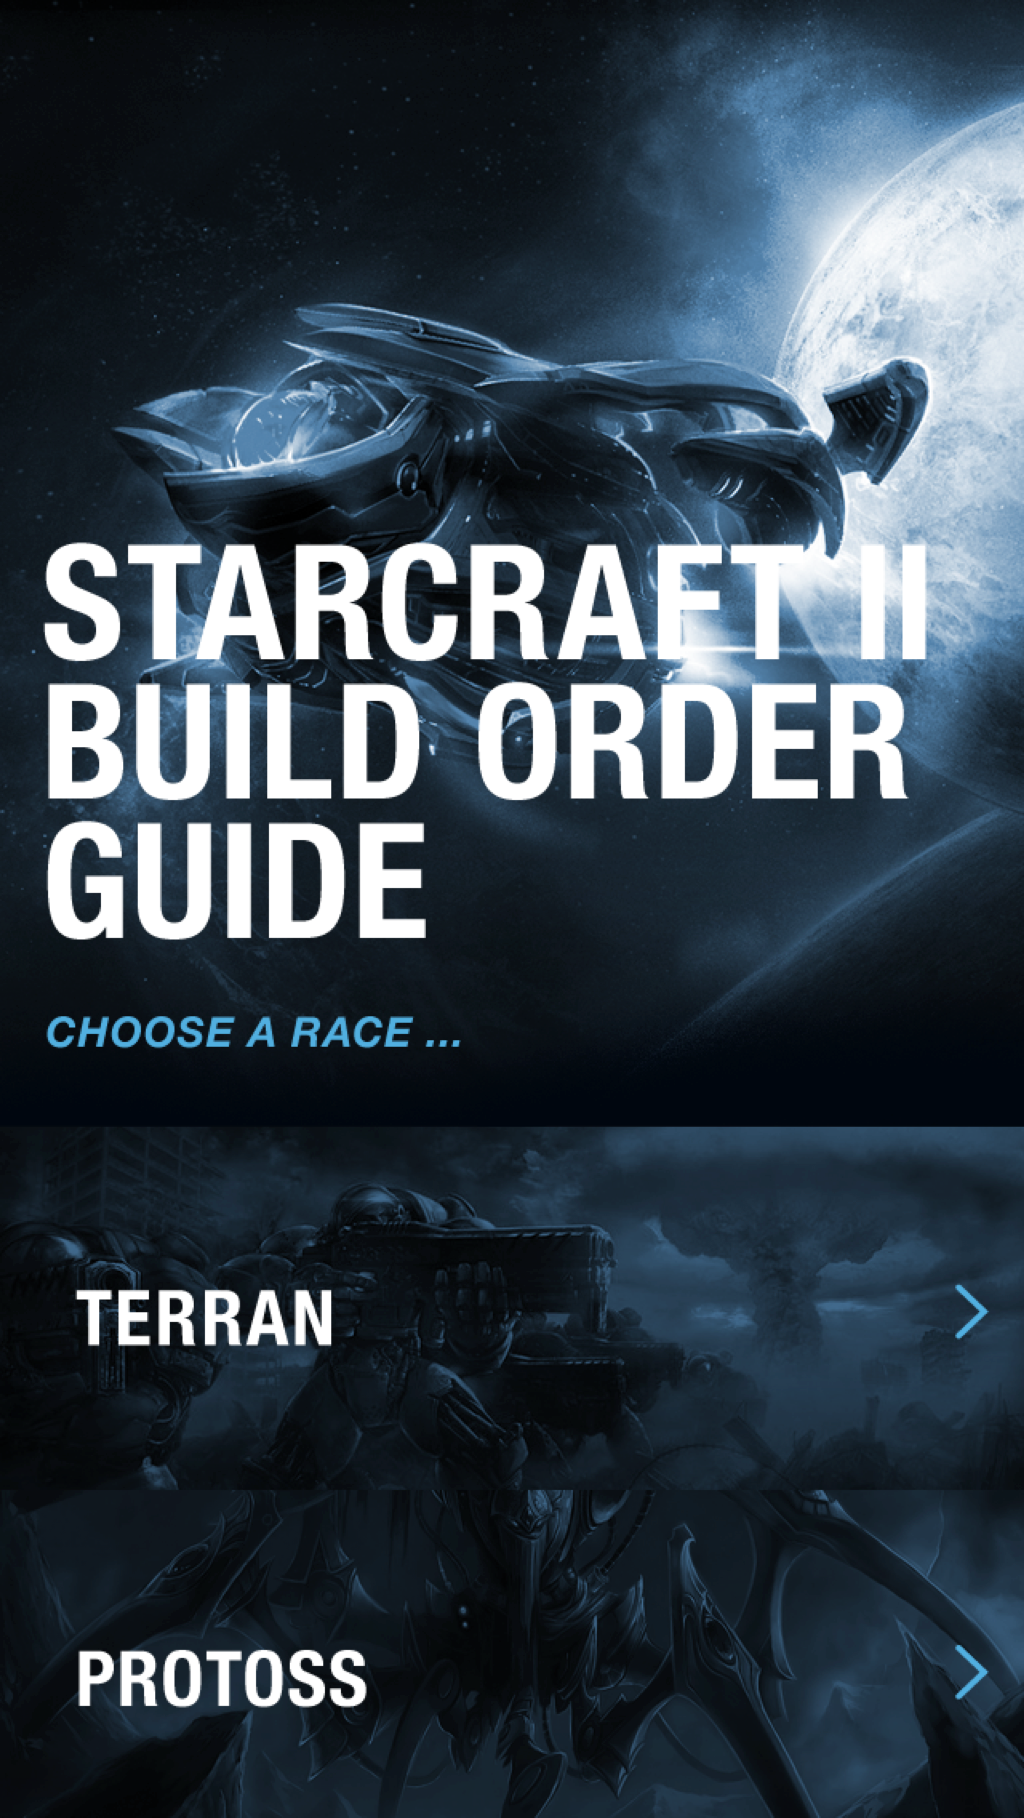 STARCRAFT II
BUILD ORDER
GUIDE
CHOOSE A RACE ...
TERRAN
PROTOSS